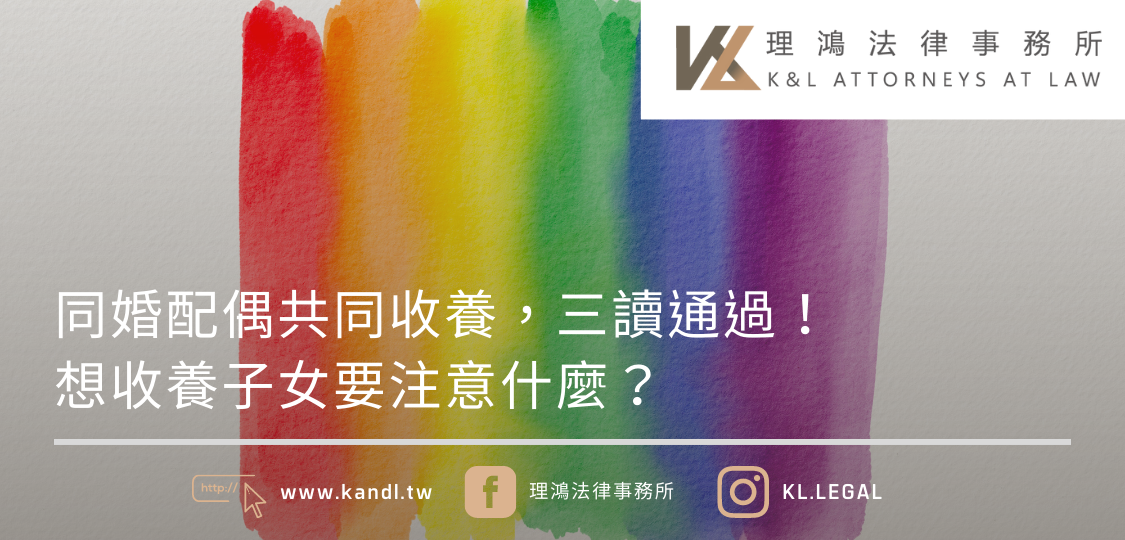 理鴻法律事務所
K&L ATTORNEYS AT LAW
同婚配偶共同收養，三讀通過！
想收養子女要注意什麼？
http://
www.kandl.tw
理鴻法律事務所
KL.LEGAL